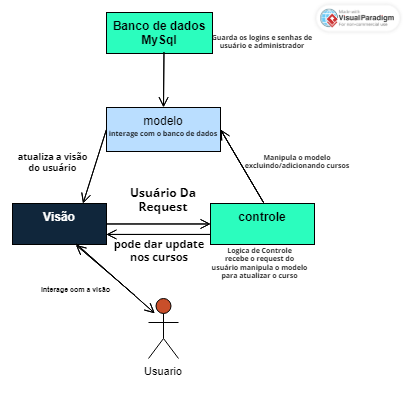 Made with
VisualParadigm
For non-commercial use
Banco de dados
MySql
Guarda os logins e senhas de
usuário e administrador
modelo
interage com o banco de dados
atualiza a visão
do usuário
Manipula o modelo
excluindo/adicionando cursos
Usuário Da
Request
Visão
controle
pode dar update
nos cursos
Logica de Controle
recebe o request do
usuário manipula o modelo
para atualizar o curso
Interage com a visão
Usuario